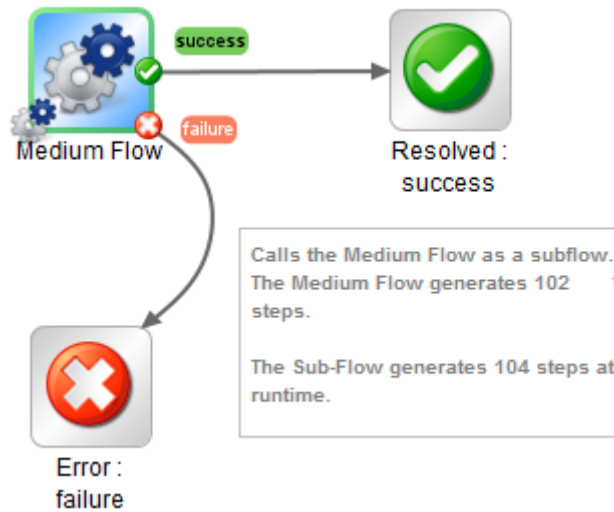 success
failure
Medium Flow
Resolved :
success
Calls the Medium Flow as a subflow.
The Medium Flow generates 102
steps.
The Sub-Flow generates 104 steps at
runtime.
Error :
failure